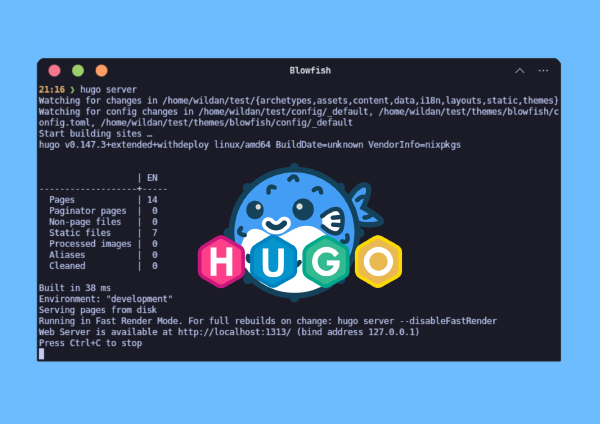 Blowfish
21:16 ❯ hugo server
Watching for changes in /home/wildan/test/{archetypes,assets,content,data,i18n,layouts,static,themes}
Watching for config changes in /home/wildan/test/config/_default, /home/wildan/test/themes/blowfish/c
onfig.toml, /home/wildan/test/themes/blowfish/config/_default
Start building sites …
hugo v0.147.3+extended+withdeploy linux/amd64 BuildDate=unknown VendorInfo=nixpkgs
                   | EN
-------------------+-----
  Pages            | 14
  Paginator pages  |  0
  Non-page files   |  0
  Static files     |  7
  Processed images |  0
  Aliases          |  0
  Cleaned          |  0
HUGO
Built in 38 ms
Environment: "development"
Serving pages from disk
Running in Fast Render Mode. For full rebuilds on change: hugo server --disableFastRender
Web Server is available at http://localhost:1313/ (bind address 127.0.0.1)
Press Ctrl+C to stop